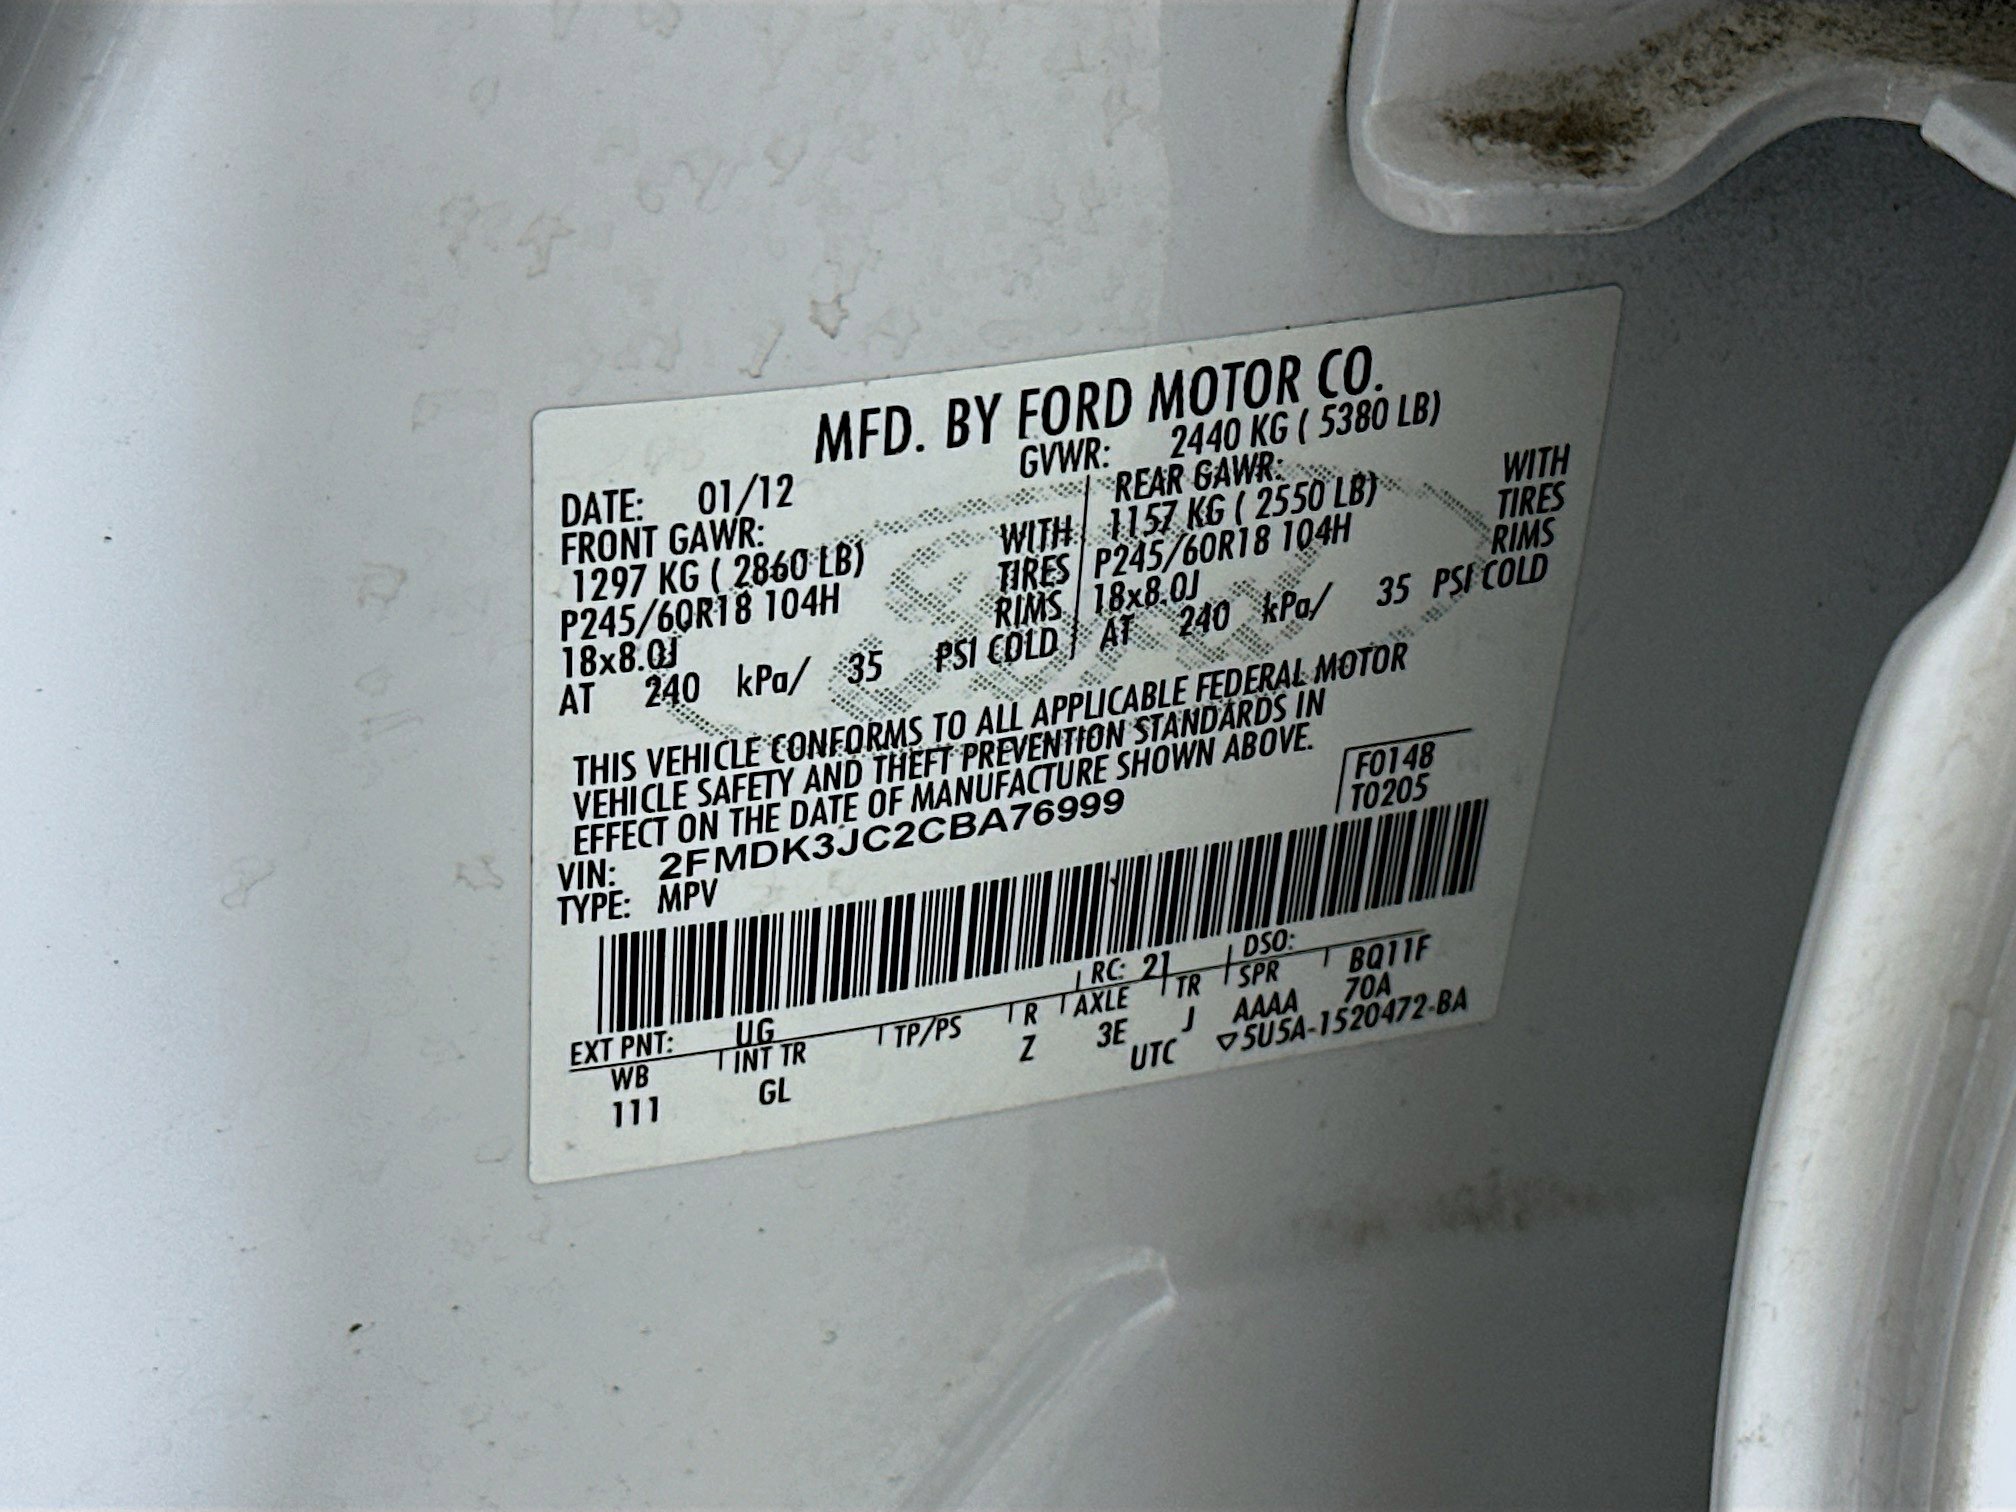 MFD. BY FORD MOTOR CO.
DATE: 01/12 GVWR: 2440 KG ( 5380 LB)
FRONT GAWR:
1297 KG ( 2860 LB) WITH
P245/60R18 104H TIRES
18x8.0J RIMS
AT 240 kPa/ 35 PSI COLD
REAR GAWR:
1157 KG ( 2550 LB) WITH
P245/60R18 104H TIRES
18x8.0J RIMS
AT 240 kPa/ 35 PSI COLD
THIS VEHICLE CONFORMS TO ALL APPLICABLE FEDERAL MOTOR
VEHICLE SAFETY AND THEFT PREVENTION STANDARDS IN
EFFECT ON THE DATE OF MANUFACTURE SHOWN ABOVE.
F0148
T0205
VIN: 2FMDK3JC2CBA76999
TYPE: MPV
EXT PNT: UG RC: 21 DSO:
WB INT TR TP/PS R AXLE TR SPR BQ11F
111 GL Z 3E J AAAA 70A
UTC ▽5U5A-1520472-BA